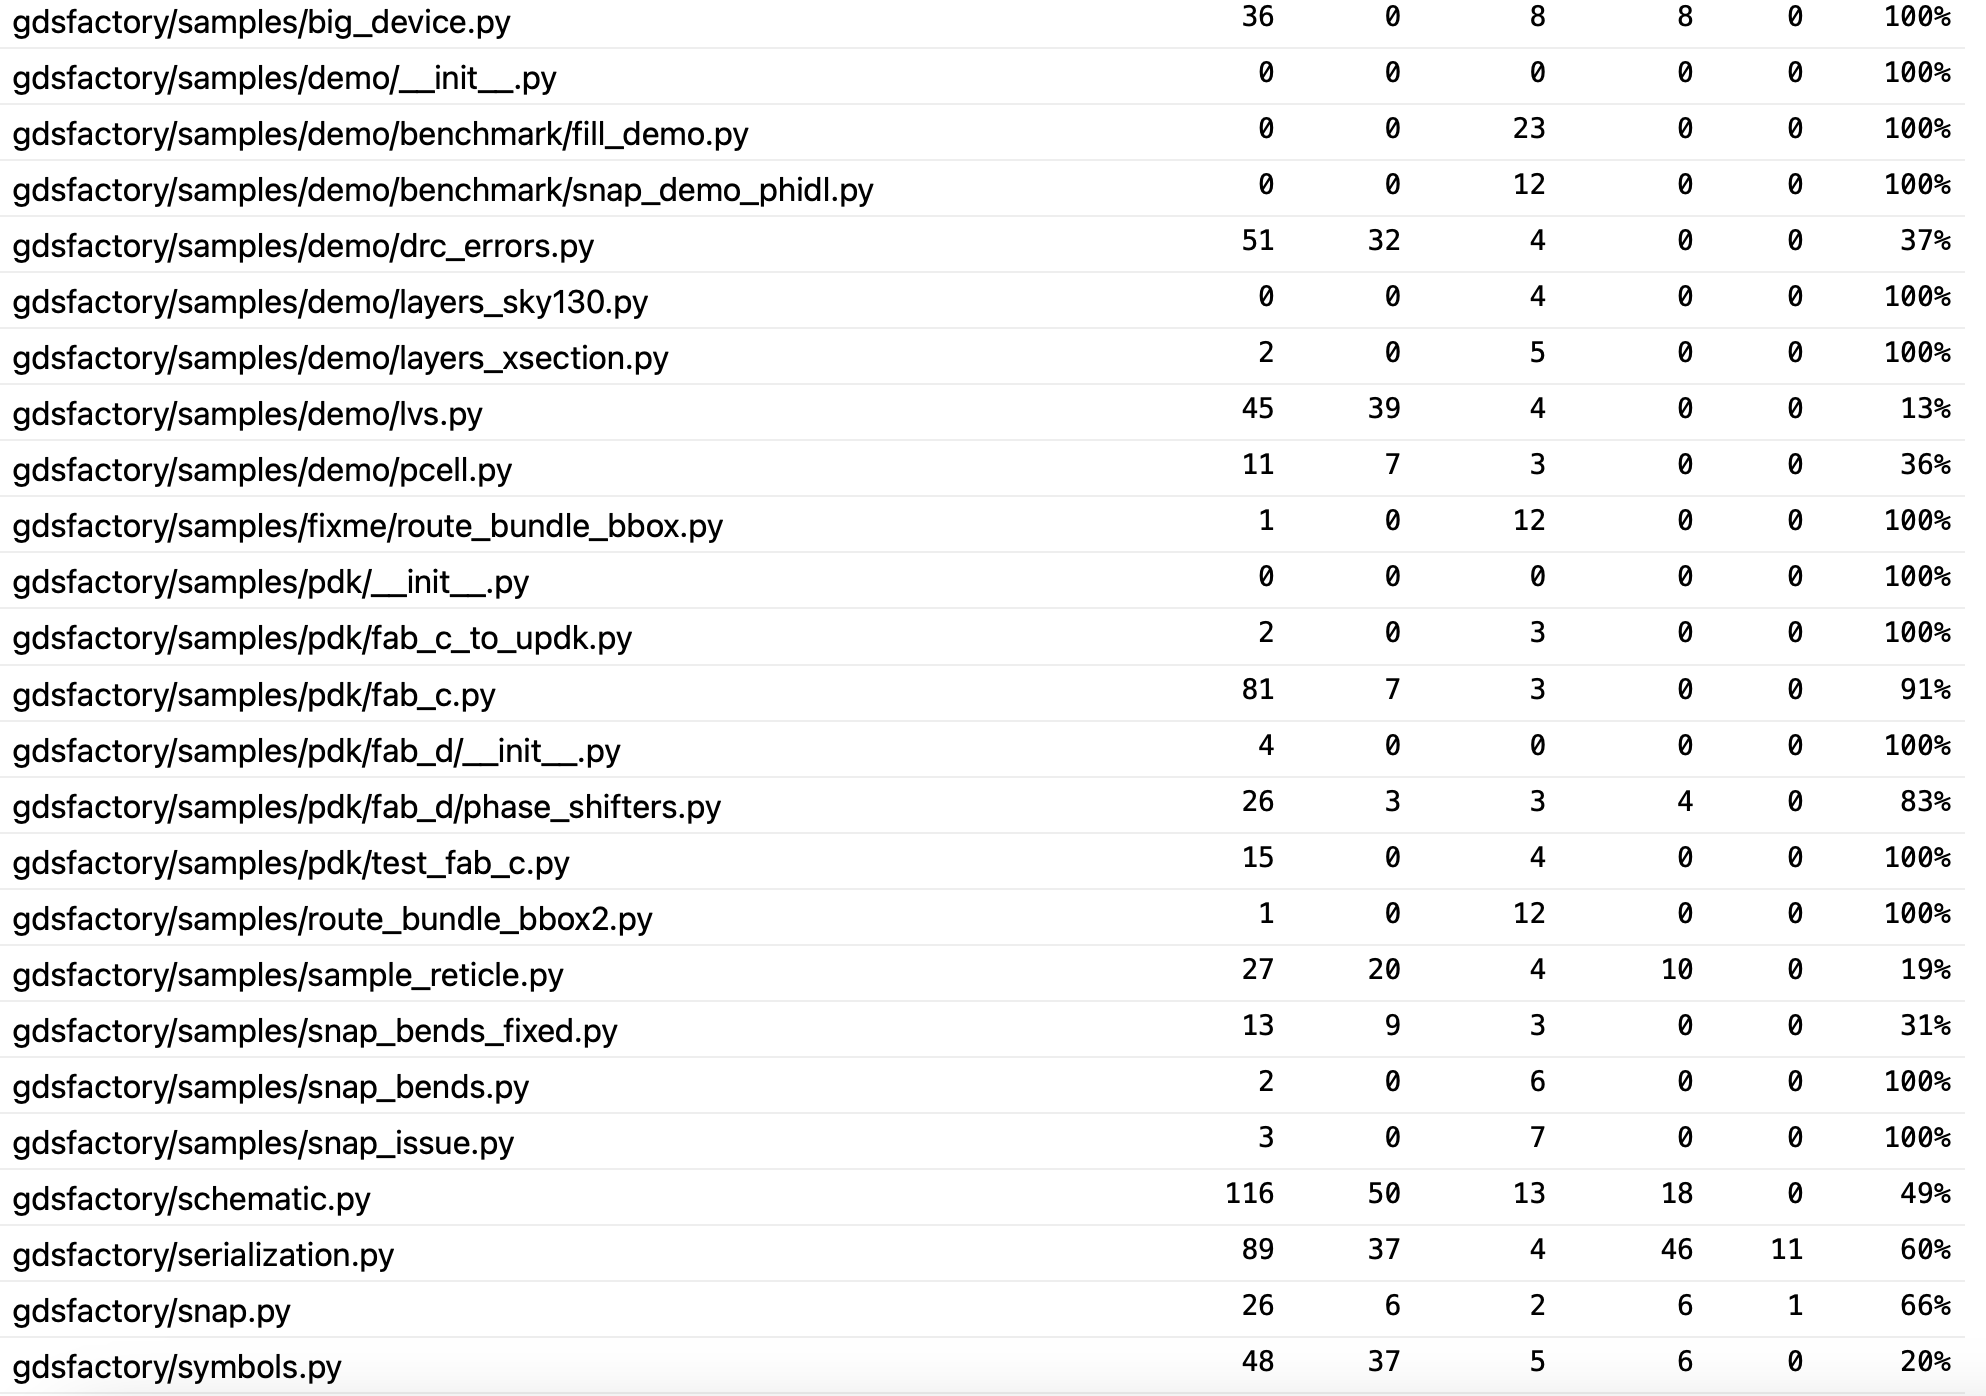 gdsfactory/samples/big_device.py 36 0 8 8 0 100%
gdsfactory/samples/demo/__init__.py 0 0 0 0 0 100%
gdsfactory/samples/demo/benchmark/fill_demo.py 0 0 23 0 0 100%
gdsfactory/samples/demo/benchmark/snap_demo_phidl.py 0 0 12 0 0 100%
gdsfactory/samples/demo/drc_errors.py 51 32 4 0 0 37%
gdsfactory/samples/demo/layers_sky130.py 0 0 4 0 0 100%
gdsfactory/samples/demo/layers_xsection.py 2 0 5 0 0 100%
gdsfactory/samples/demo/lvs.py 45 39 4 0 0 13%
gdsfactory/samples/demo/pcell.py 11 7 3 0 0 36%
gdsfactory/samples/fixme/route_bundle_bbox.py 1 0 12 0 0 100%
gdsfactory/samples/pdk/__init__.py 0 0 0 0 0 100%
gdsfactory/samples/pdk/fab_c_to_updk.py 2 0 3 0 0 100%
gdsfactory/samples/pdk/fab_c.py 81 7 3 0 0 91%
gdsfactory/samples/pdk/fab_d/__init__.py 4 0 0 0 0 100%
gdsfactory/samples/pdk/fab_d/phase_shifters.py 26 3 3 4 0 83%
gdsfactory/samples/pdk/test_fab_c.py 15 0 4 0 0 100%
gdsfactory/samples/route_bundle_bbox2.py 1 0 12 0 0 100%
gdsfactory/samples/sample_reticle.py 27 20 4 10 0 19%
gdsfactory/samples/snap_bends_fixed.py 13 9 3 0 0 31%
gdsfactory/samples/snap_bends.py 2 0 6 0 0 100%
gdsfactory/samples/snap_issue.py 3 0 7 0 0 100%
gdsfactory/schematic.py 116 50 13 18 0 49%
gdsfactory/serialization.py 89 37 4 46 11 60%
gdsfactory/snap.py 26 6 2 6 1 66%
gdsfactory/symbols.py 48 37 5 6 0 20%